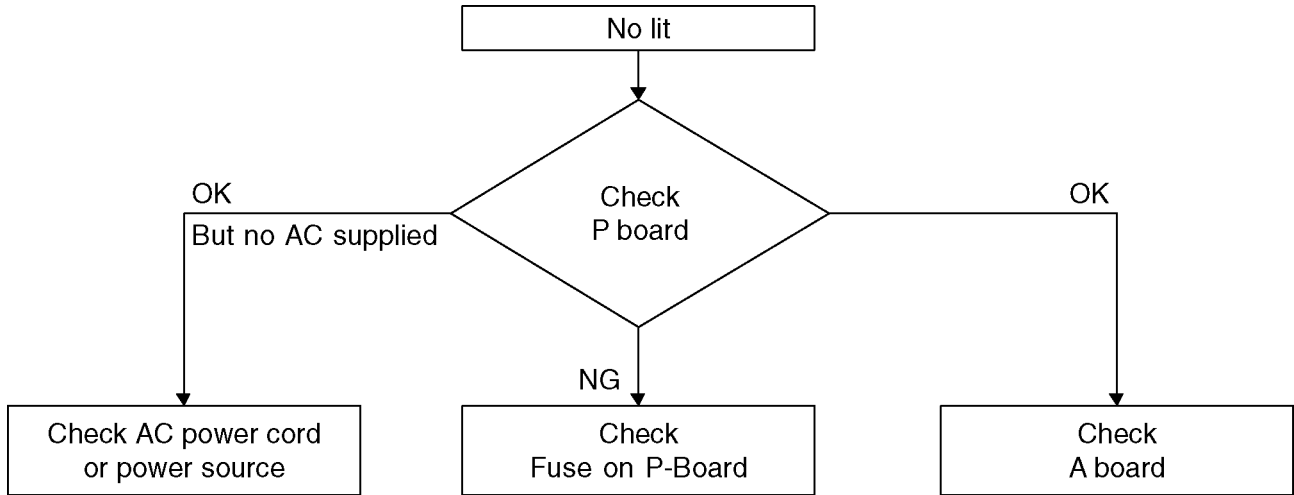 No lit
Check
P board
OK
But no AC supplied
OK
NG
Check AC power cord
or power source
Check
Fuse on P-Board
Check
A board